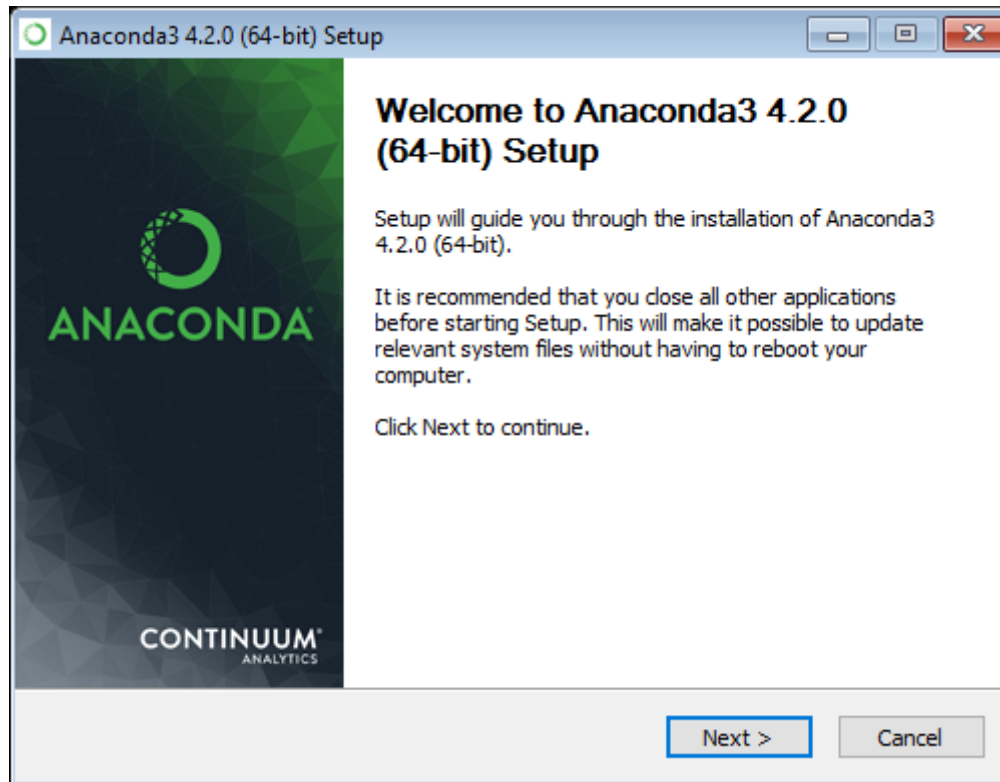 Anaconda3 4.2.0 (64-bit) Setup
Welcome to Anaconda3 4.2.0
(64-bit) Setup
Setup will guide you through the installation of Anaconda3
4.2.0 (64-bit).
It is recommended that you close all other applications
before starting Setup. This will make it possible to update
relevant system files without having to reboot your
computer.
Click Next to continue.
ANACONDA®
CONTINUUM®
ANALYTICS
Next >
Cancel